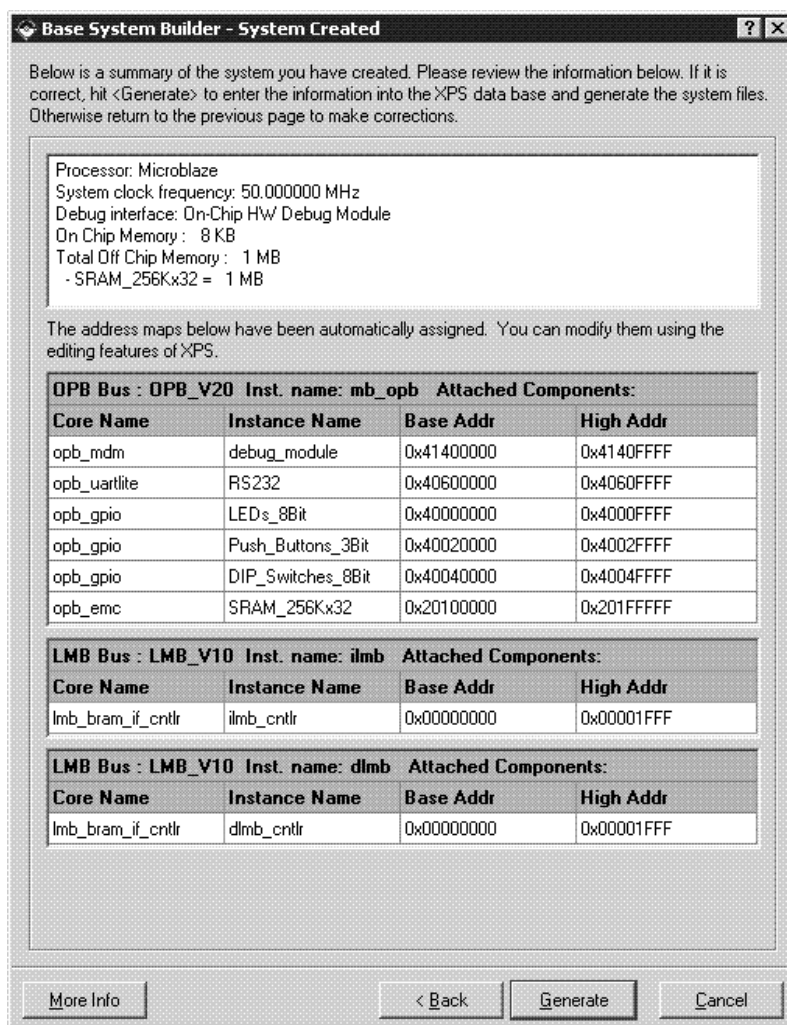 Base System Builder - System Created
Below is a summary of the system you have created. Please review the information below. If it is
correct, hit <Generate> to enter the information into the XPS data base and generate the system files.
Otherwise return to the previous page to make corrections.
Processor: Microblaze
System clock frequency: 50.000000 MHz
Debug interface: On-Chip HW Debug Module
On Chip Memory : 8 KB
Total Off Chip Memory : 1 MB
- SRAM_256Kx32 = 1 MB
The address maps below have been automatically assigned. You can modify them using the
editing features of XPS.
OPB Bus : OPB_V20 Inst. name: mb_opb Attached Components:
Core Name Instance Name Base Addr High Addr
opb_mdm debug_module 0x41400000 0x4140FFFF
opb_uartlite RS232 0x40600000 0x4060FFFF
opb_gpio LEDs_8Bit 0x40000000 0x4000FFFF
opb_gpio Push_Buttons_3Bit 0x40020000 0x4002FFFF
opb_gpio DIP_Switches_8Bit 0x40040000 0x4004FFFF
opb_emc SRAM_256Kx32 0x20100000 0x201FFFFF
LMB Bus : LMB_V10 Inst. name: ilmb Attached Components:
Core Name Instance Name Base Addr High Addr
lmb_bram_if_cntlr ilmb_cntlr 0x00000000 0x00001FFF
LMB Bus : LMB_V10 Inst. name: dlmb Attached Components:
Core Name Instance Name Base Addr High Addr
lmb_bram_if_cntlr dlmb_cntlr 0x00000000 0x00001FFF
More Info < Back Generate Cancel